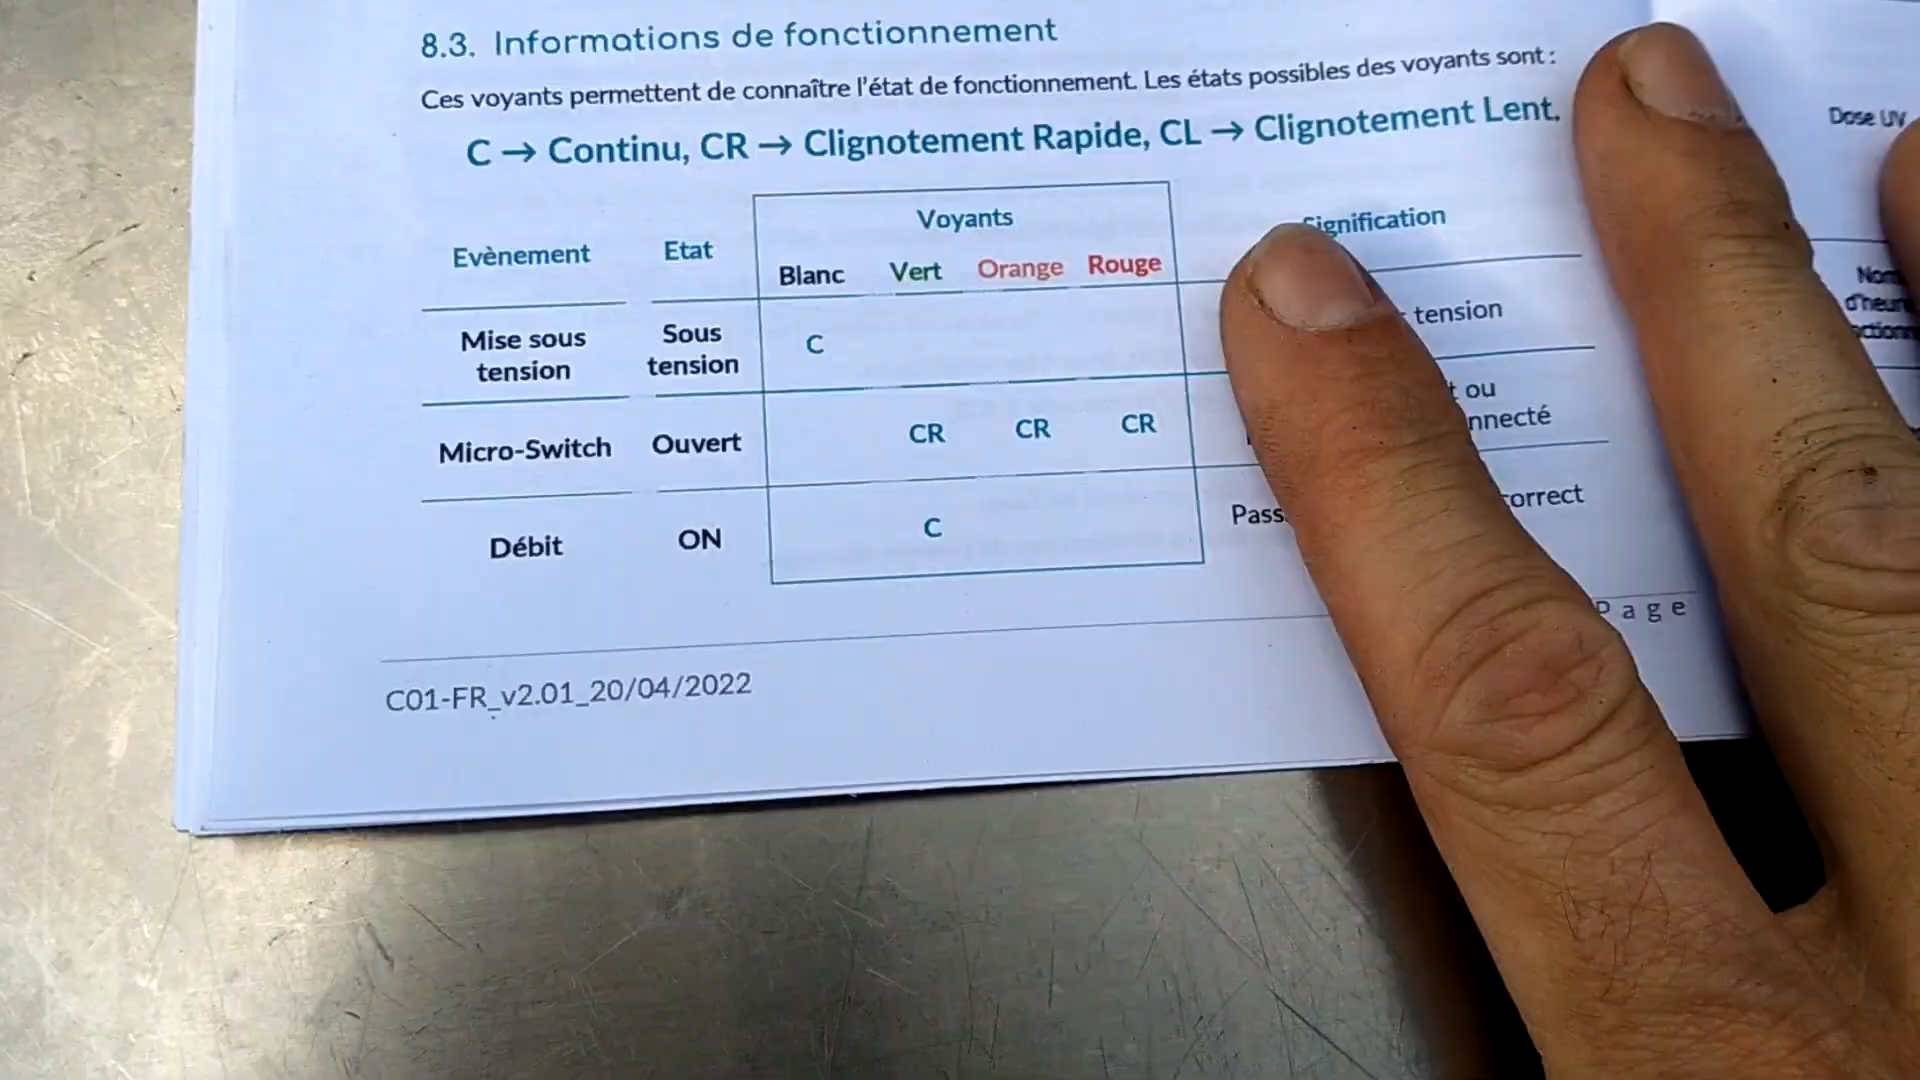 8.3. Informations de fonctionnement
Ces voyants permettent de connaître l'état de fonctionnement. Les états possibles des voyants sont :
C → Continu, CR → Clignotement Rapide, CL → Clignotement Lent.
Voyants
Evènement Etat Blanc Vert Orange Rouge Signification
Mise sous tension Sous tension C tension
Micro-Switch Ouvert CR CR CR ou
Débit ON C
Page
C01-FR_v2.01_20/04/2022
Dose UV